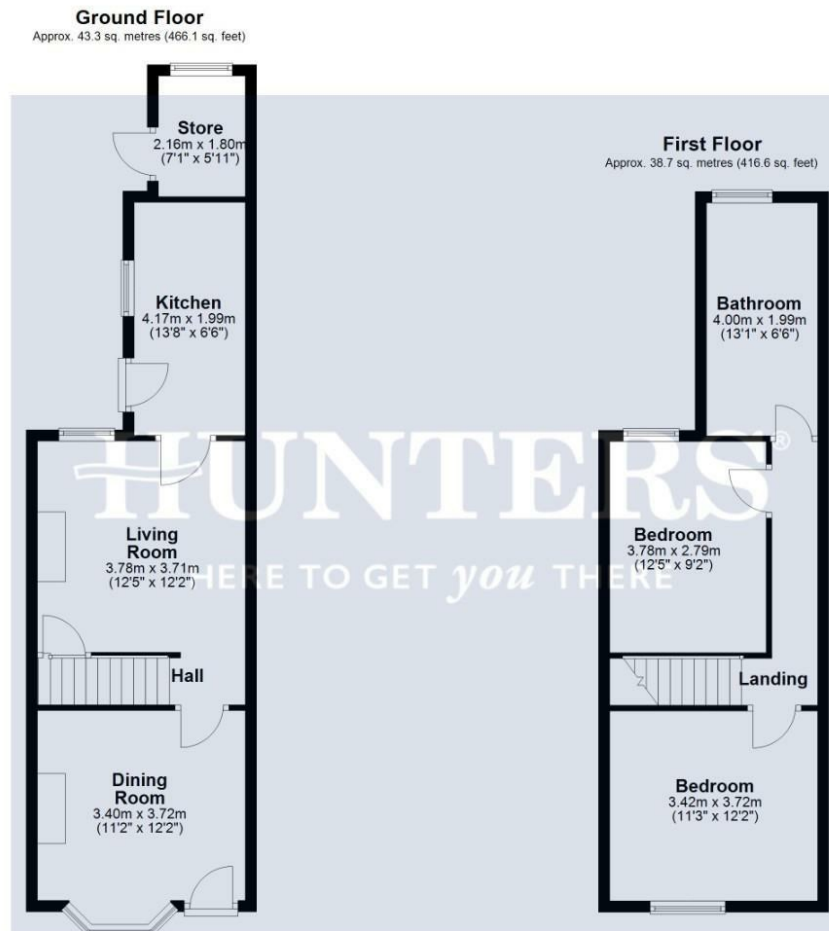 Ground Floor
Approx. 43.3 sq. metres (466.1 sq. feet)
Store
2.16m x 1.80m
(7'1" x 5'11")
Kitchen
4.17m x 1.99m
(13'8" x 6'6")
Living
Room
3.78m x 3.71m
(12'5" x 12'2")
Hall
Dining
Room
3.40m x 3.72m
(11'2" x 12'2")
First Floor
Approx. 38.7 sq. metres (416.6 sq. feet)
Bathroom
4.00m x 1.99m
(13'1" x 6'6")
Bedroom
3.78m x 2.79m
(12'5" x 9'2")
Landing
Bedroom
3.42m x 3.72m
(11'3" x 12'2")
HUNTERS®
HERE TO GET you THERE